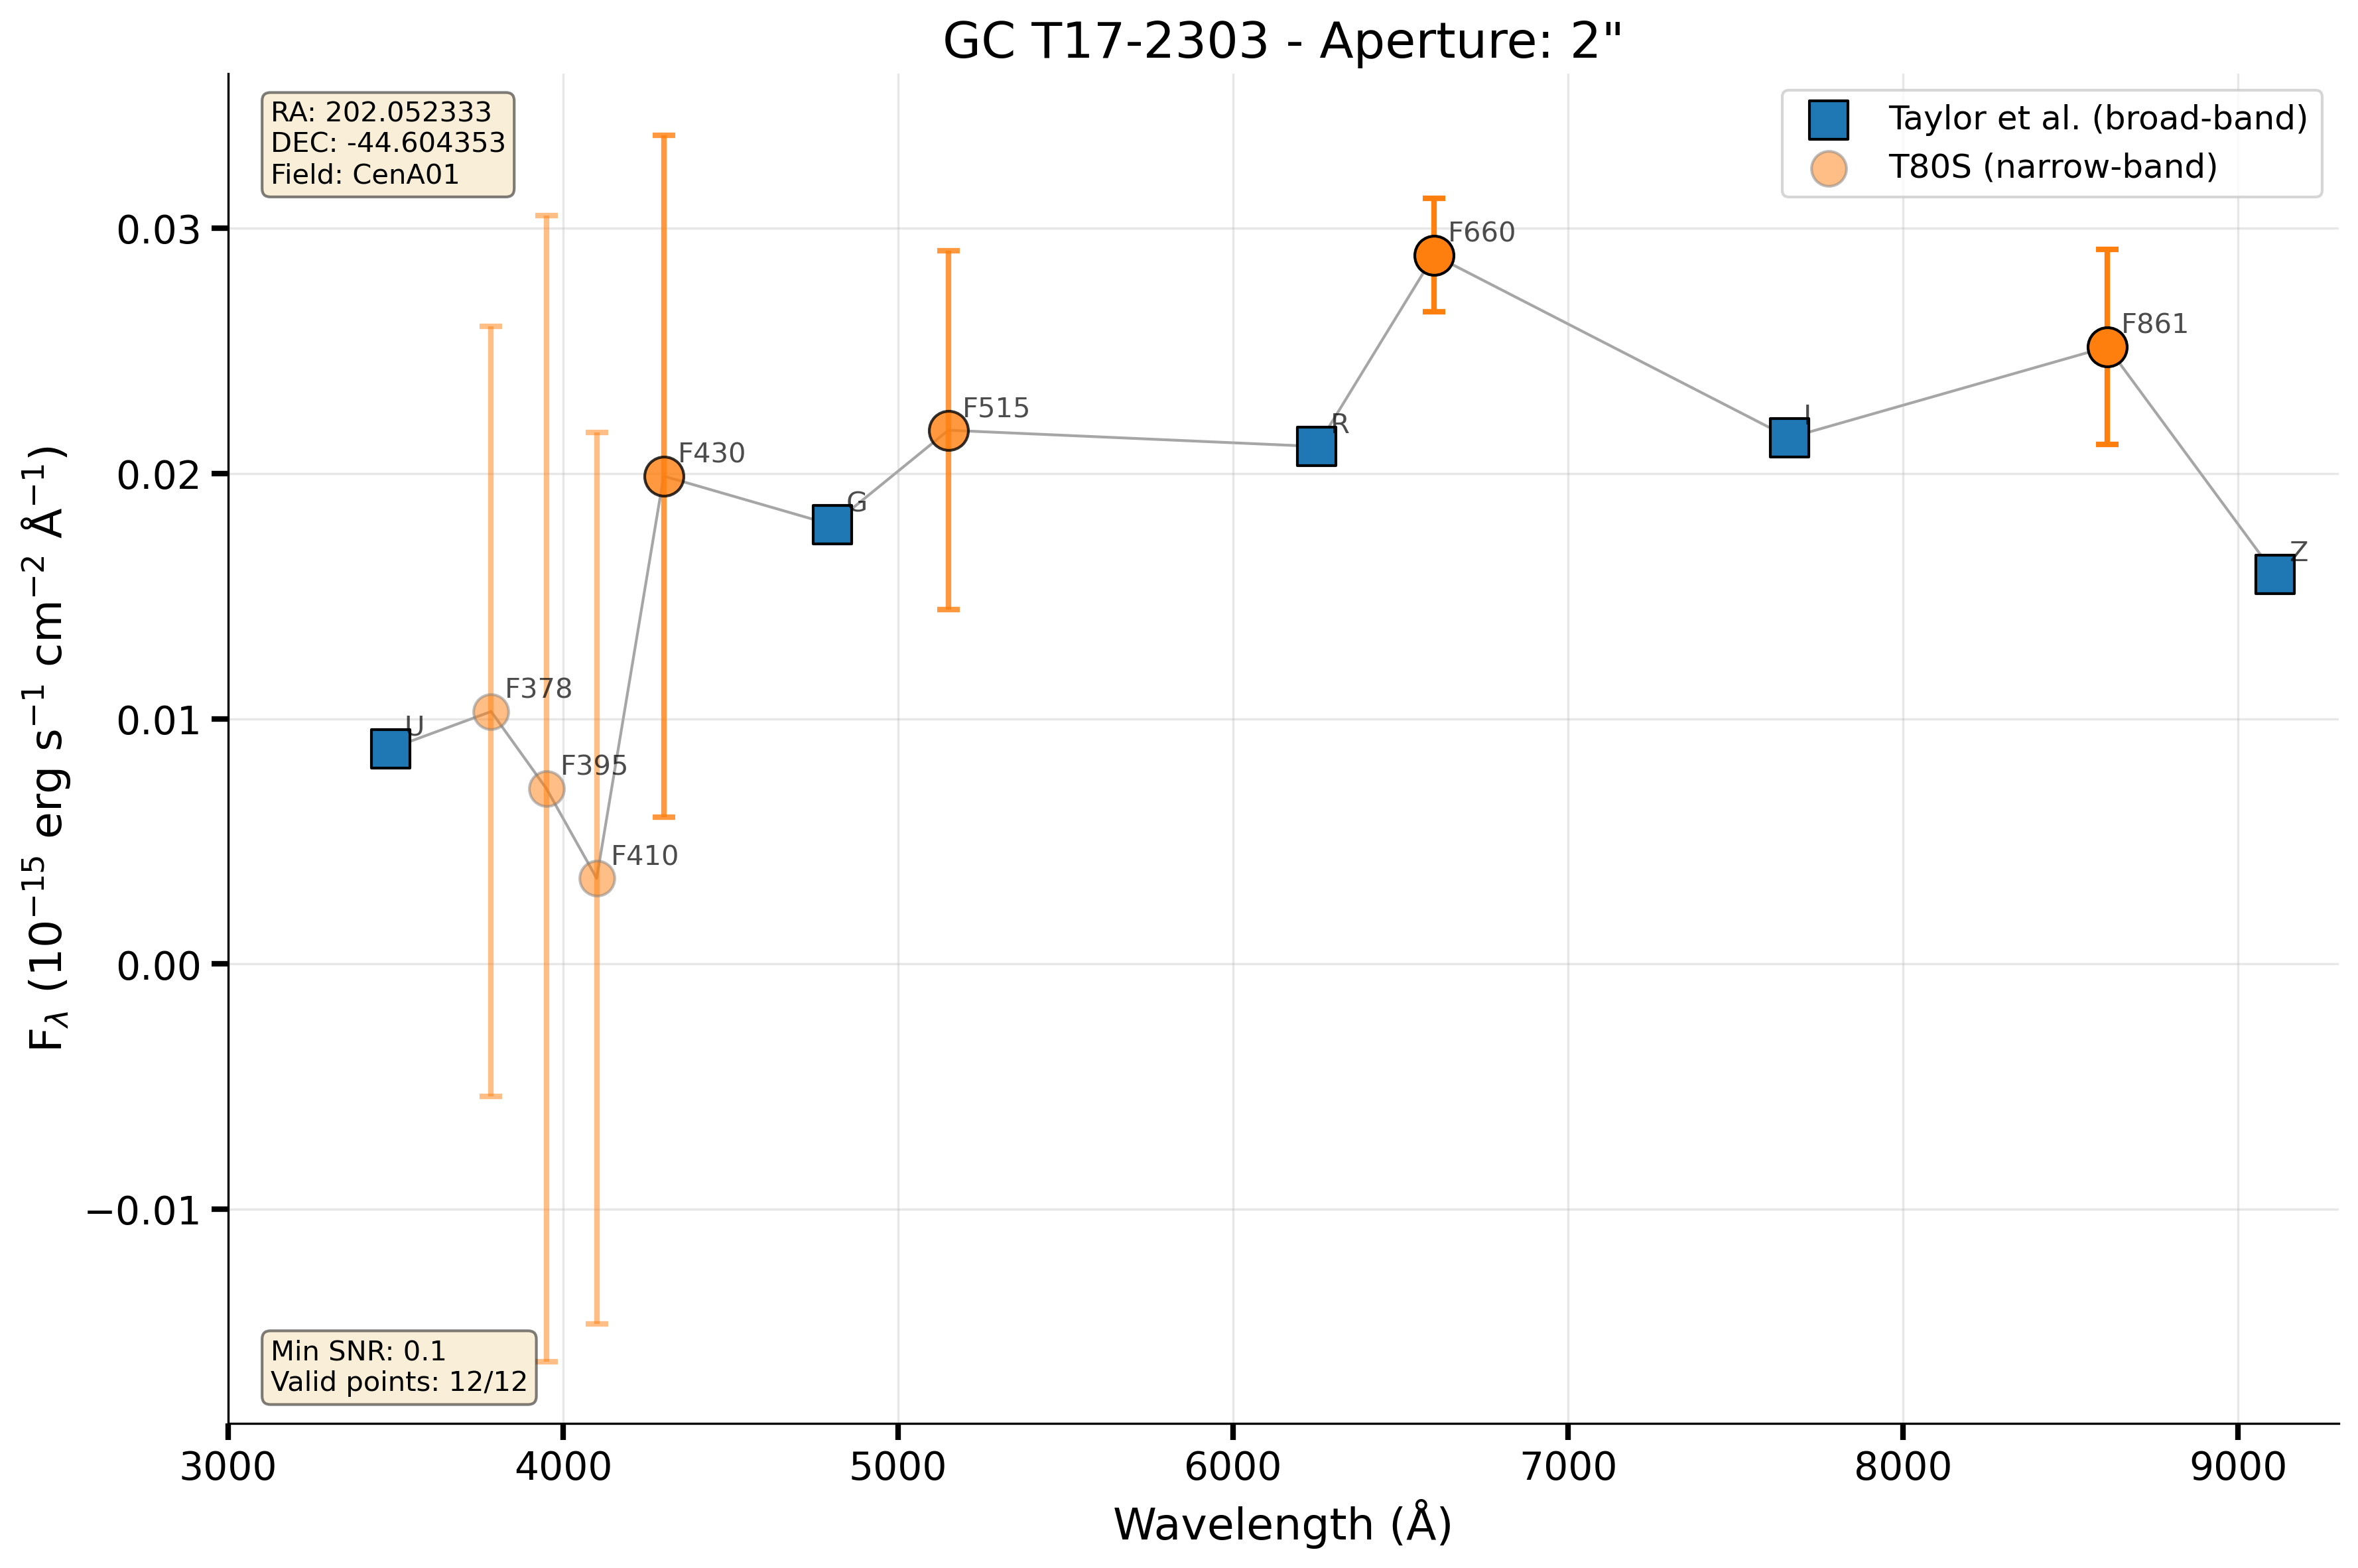 GC T17-2303 - Aperture: 2"
RA: 202.052333
DEC: -44.604353
Field: CenA01
Taylor et al. (broad-band)
T80S (narrow-band)
F660
F861
F515
R
I
F430
G
Z
F378
U
F395
F410
0.03
0.02
0.01
0.00
−0.01
F_λ (10⁻¹⁵ erg s⁻¹ cm⁻² Å⁻¹)
Min SNR: 0.1
Valid points: 12/12
3000 4000 5000 6000 7000 8000 9000
Wavelength (Å)